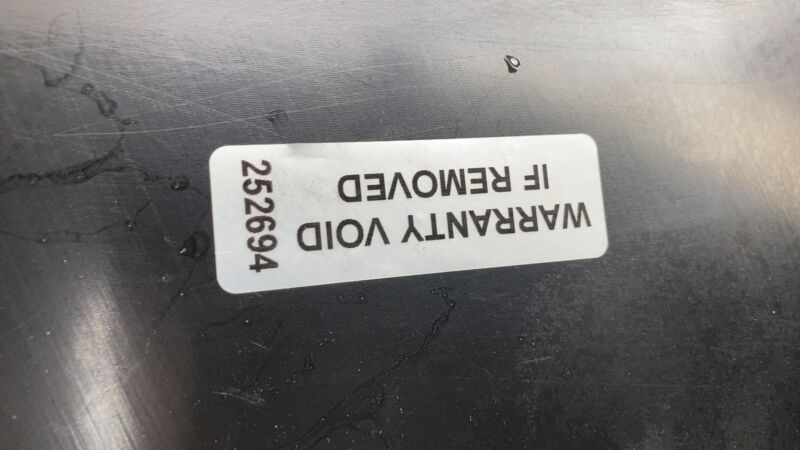 WARRANTY VOID
IF REMOVED
252694